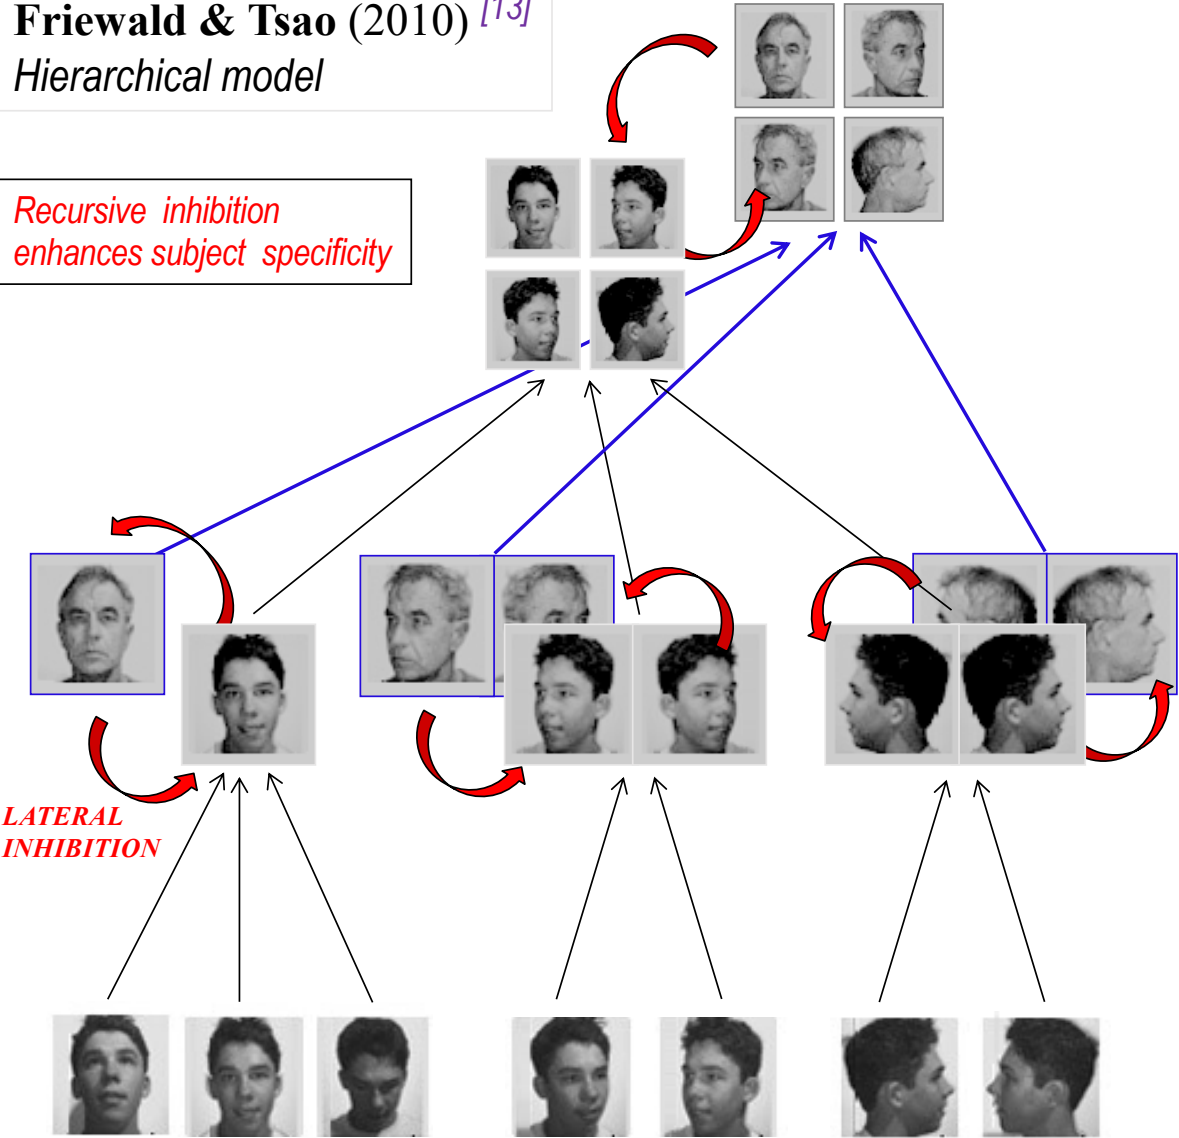 Friewald & Tsao (2010) [13]
Hierarchical model
Recursive inhibition
enhances subject specificity
LATERAL
INHIBITION